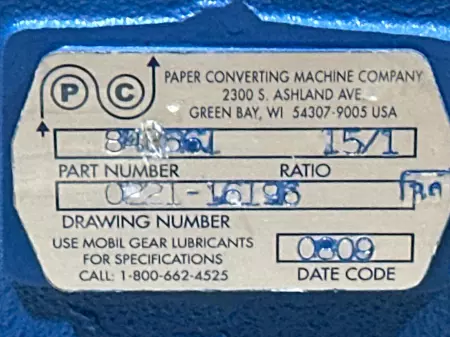 P C
PAPER CONVERTING MACHINE COMPANY
2300 S. ASHLAND AVE
GREEN BAY, WI 54307-9005 USA
15/1
PART NUMBER RATIO
DRAWING NUMBER
USE MOBIL GEAR LUBRICANTS
FOR SPECIFICATIONS
CALL: 1-800-662-4525
0809
DATE CODE